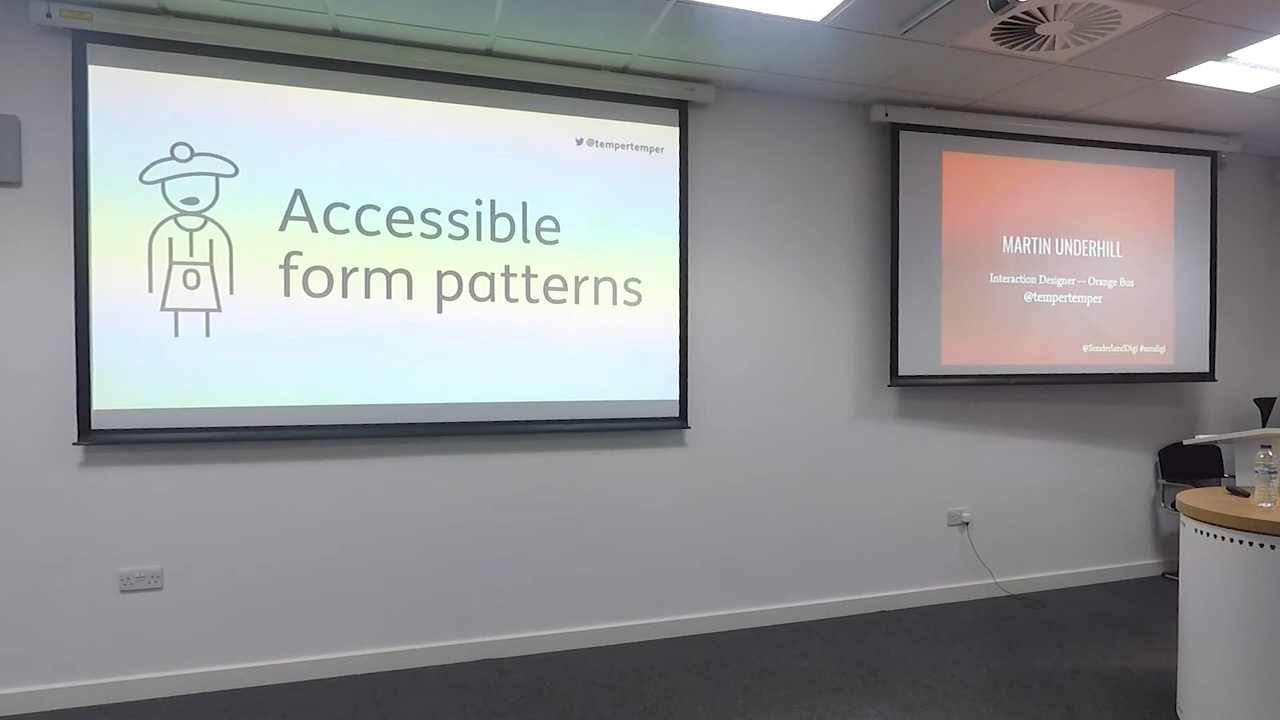 @tempertemper
Accessible
form patterns
MARTIN UNDERHILL
Interaction Designer — Orange Bus
@tempertemper
@SunderlandDigi #sundigi